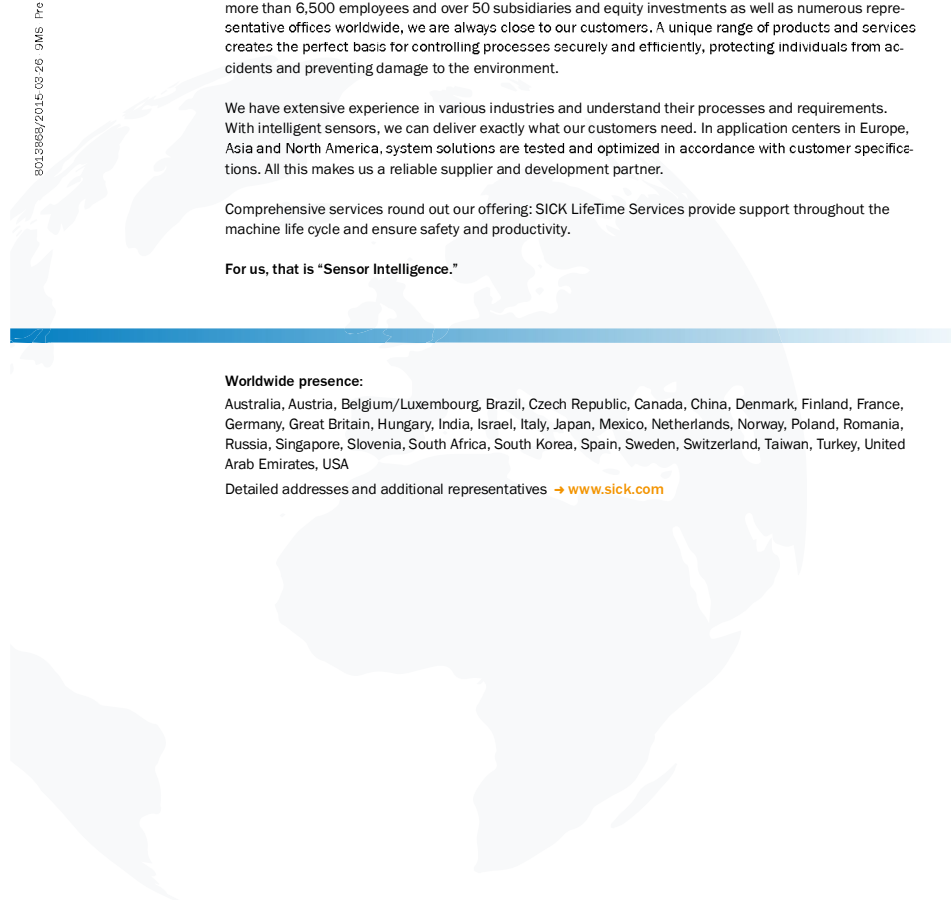 8013868/2015-03-26 9MS Pre
more than 6,500 employees and over 50 subsidiaries and equity investments as well as numerous repre-
sentative offices worldwide, we are always close to our customers. A unique range of products and services
creates the perfect basis for controlling processes securely and efficiently, protecting individuals from ac-
cidents and preventing damage to the environment.
We have extensive experience in various industries and understand their processes and requirements.
With intelligent sensors, we can deliver exactly what our customers need. In application centers in Europe,
Asia and North America, system solutions are tested and optimized in accordance with customer specifica-
tions. All this makes us a reliable supplier and development partner.
Comprehensive services round out our offering: SICK LifeTime Services provide support throughout the
machine life cycle and ensure safety and productivity.
For us, that is “Sensor Intelligence.”
Worldwide presence:
Australia, Austria, Belgium/Luxembourg, Brazil, Czech Republic, Canada, China, Denmark, Finland, France,
Germany, Great Britain, Hungary, India, Israel, Italy, Japan, Mexico, Netherlands, Norway, Poland, Romania,
Russia, Singapore, Slovenia, South Africa, South Korea, Spain, Sweden, Switzerland, Taiwan, Turkey, United
Arab Emirates, USA
Detailed addresses and additional representatives ➜ www.sick.com